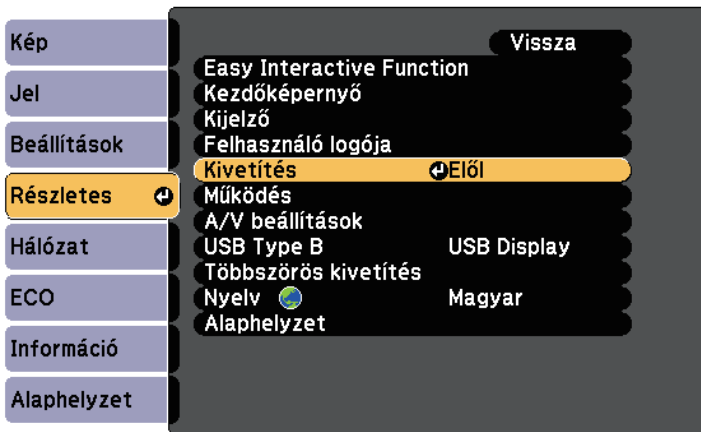 Kép
Jel
Beállítások
Részletes
Hálózat
ECO
Információ
Alaphelyzet
Vissza
Easy Interactive Function
Kezdőképernyő
Kijelző
Felhasználó logója
Kivetítés Elől
Működés
A/V beállítások
USB Type B USB Display
Többszörös kivetítés
Nyelv Magyar
Alaphelyzet